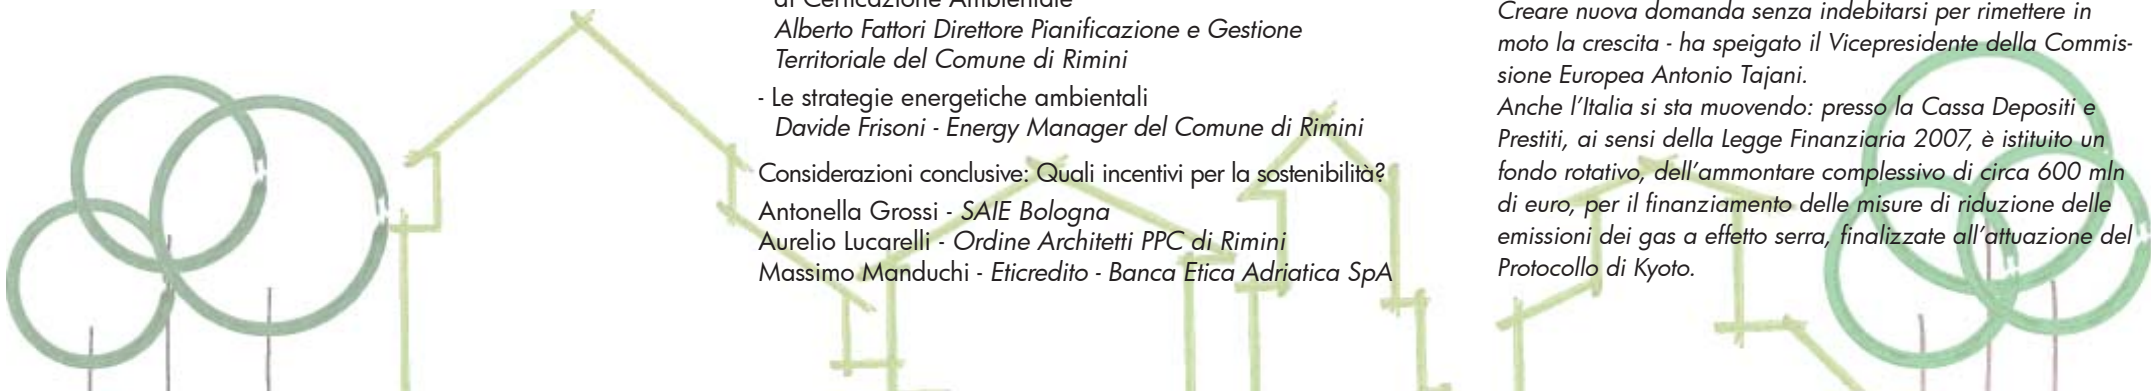 di Certicazione Ambientale
Alberto Fattori Direttore Pianificazione e Gestione
Territoriale del Comune di Rimini
- Le strategie energetiche ambientali
Davide Frisoni - Energy Manager del Comune di Rimini
Considerazioni conclusive: Quali incentivi per la sostenibilità?
Antonella Grossi - SAIE Bologna
Aurelio Lucarelli - Ordine Architetti PPC di Rimini
Massimo Manduchi - Eticredito - Banca Etica Adriatica SpA
Creare nuova domanda senza indebitarsi per rimettere in
moto la crescita - ha speigato il Vicepresidente della Commis-
sione Europea Antonio Tajani.
Anche l'Italia si sta muovendo: presso la Cassa Depositi e
Prestiti, ai sensi della Legge Finanziaria 2007, è istituito un
fondo rotativo, dell'ammontare complessivo di circa 600 mln
di euro, per il finanziamento delle misure di riduzione delle
emissioni dei gas a effetto serra, finalizzate all'attuazione del
Protocollo di Kyoto.